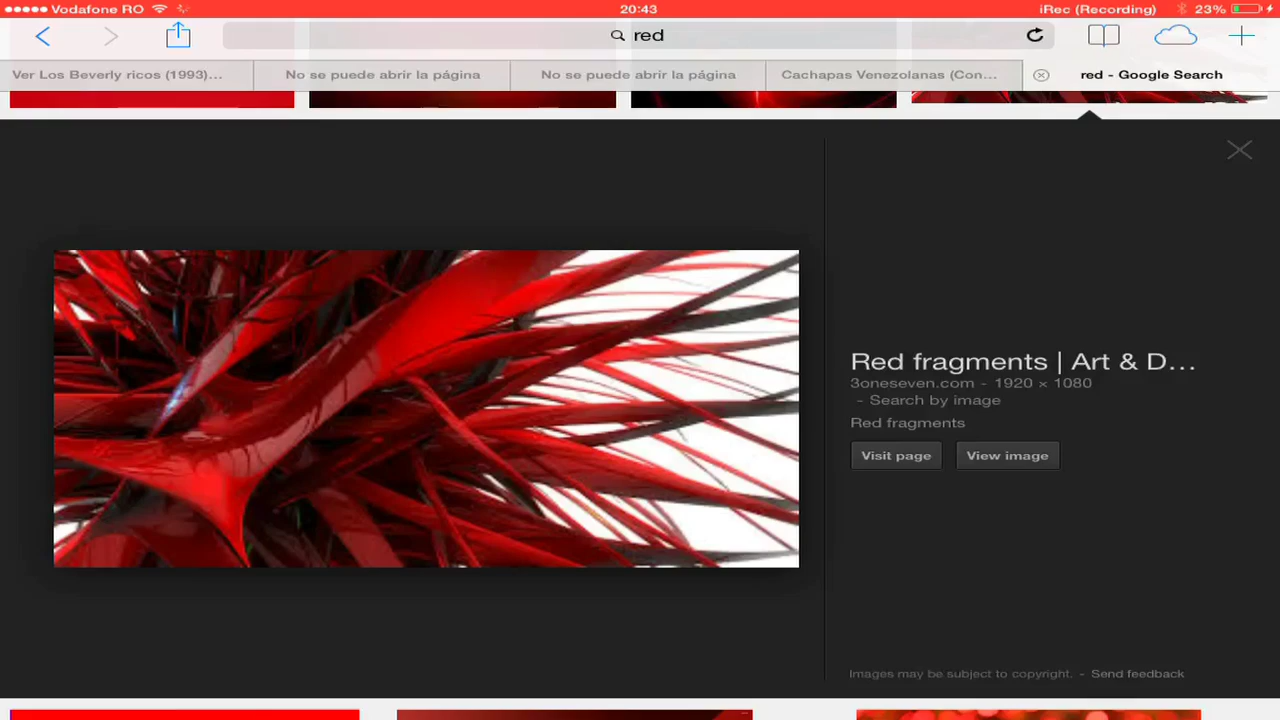 Vodafone RO 20:43 iRec (Recording) 23%
red
Ver Los Beverly ricos (1993)... No se puede abrir la página No se puede abrir la página Cachapas Venezolanas (Con... red - Google Search
Red fragments | Art & D...
3oneseven.com - 1920 × 1080
- Search by image
Red fragments
Visit page View image
Images may be subject to copyright. - Send feedback